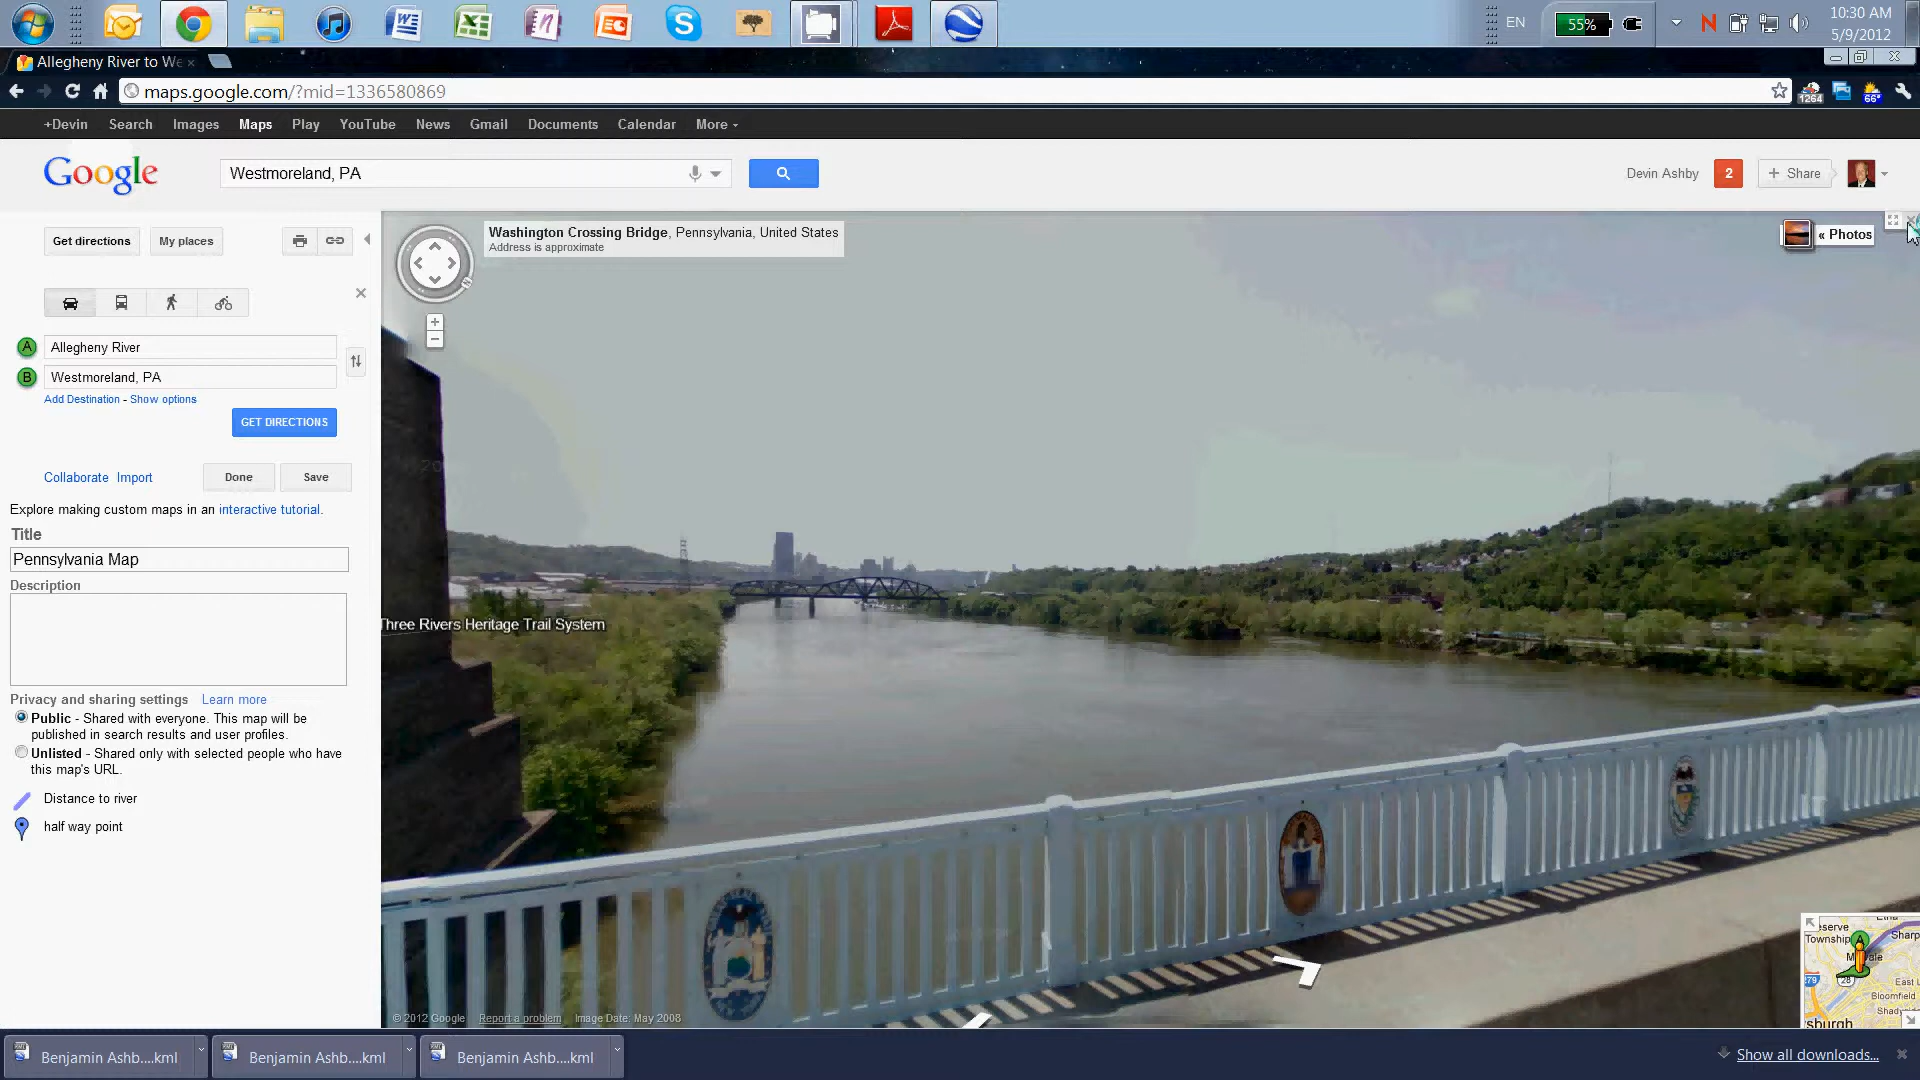 EN
55%
10:30 AM
5/9/2012
Allegheny River to We
maps.google.com/?mid=1336580869
1264
66°
+Devin Search Images Maps Play YouTube News Gmail Documents Calendar More
Google
Westmoreland, PA
Devin Ashby
2
+ Share
Get directions
My places
Washington Crossing Bridge, Pennsylvania, United States
Address is approximate
« Photos
A
Allegheny River
B
Westmoreland, PA
Add Destination - Show options
GET DIRECTIONS
Collaborate Import
Done
Save
Explore making custom maps in an interactive tutorial.
Title
Pennsylvania Map
Description
Three Rivers Heritage Trail System
Privacy and sharing settings Learn more
Public - Shared with everyone. This map will be
published in search results and user profiles.
Unlisted - Shared only with selected people who have
this map's URL.
Distance to river
half way point
Township
28
Bloomfield
sburgh
© 2012 Google Report a problem Image Date: May 2008
Benjamin Ashb....kml
Benjamin Ashb....kml
Benjamin Ashb....kml
Show all downloads...